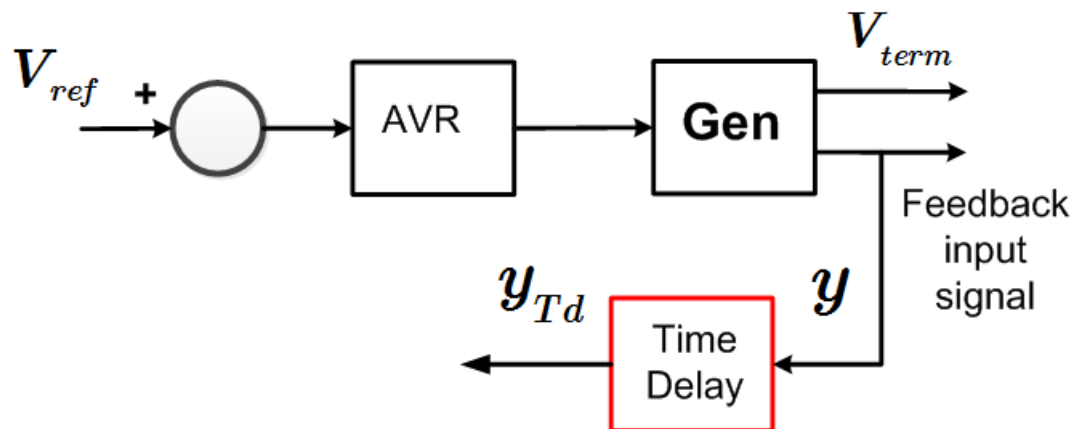 V_term
V_ref
+
AVR
Gen
Feedback
input
signal
y_Td
y
Time
Delay